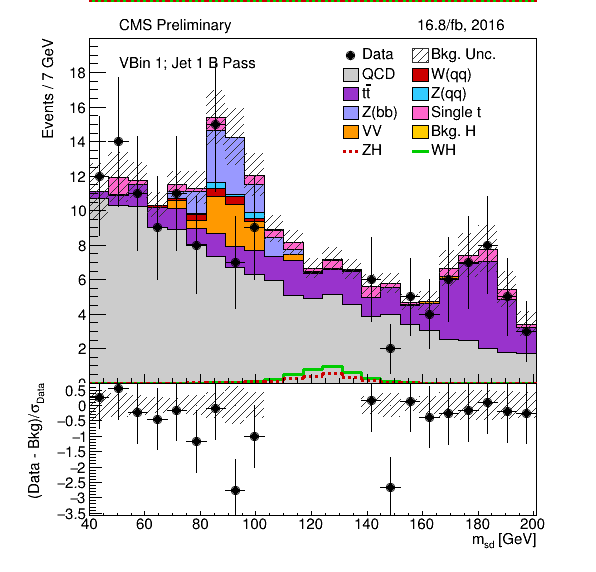 CMS Preliminary 16.8/fb, 2016
Events / 7 GeV
VBin 1; Jet 1 B Pass
Data Bkg. Unc.
QCD W(qq)
tt̄ Z(qq)
Z(bb) Single t
VV Bkg. H
ZH WH
18
16
14
12
10
8
6
4
2
0
(Data - Bkg)/σData
0.5
0
−0.5
−1
−1.5
−2
−2.5
−3
−3.5
40 60 80 100 120 140 160 180 200
msd [GeV]